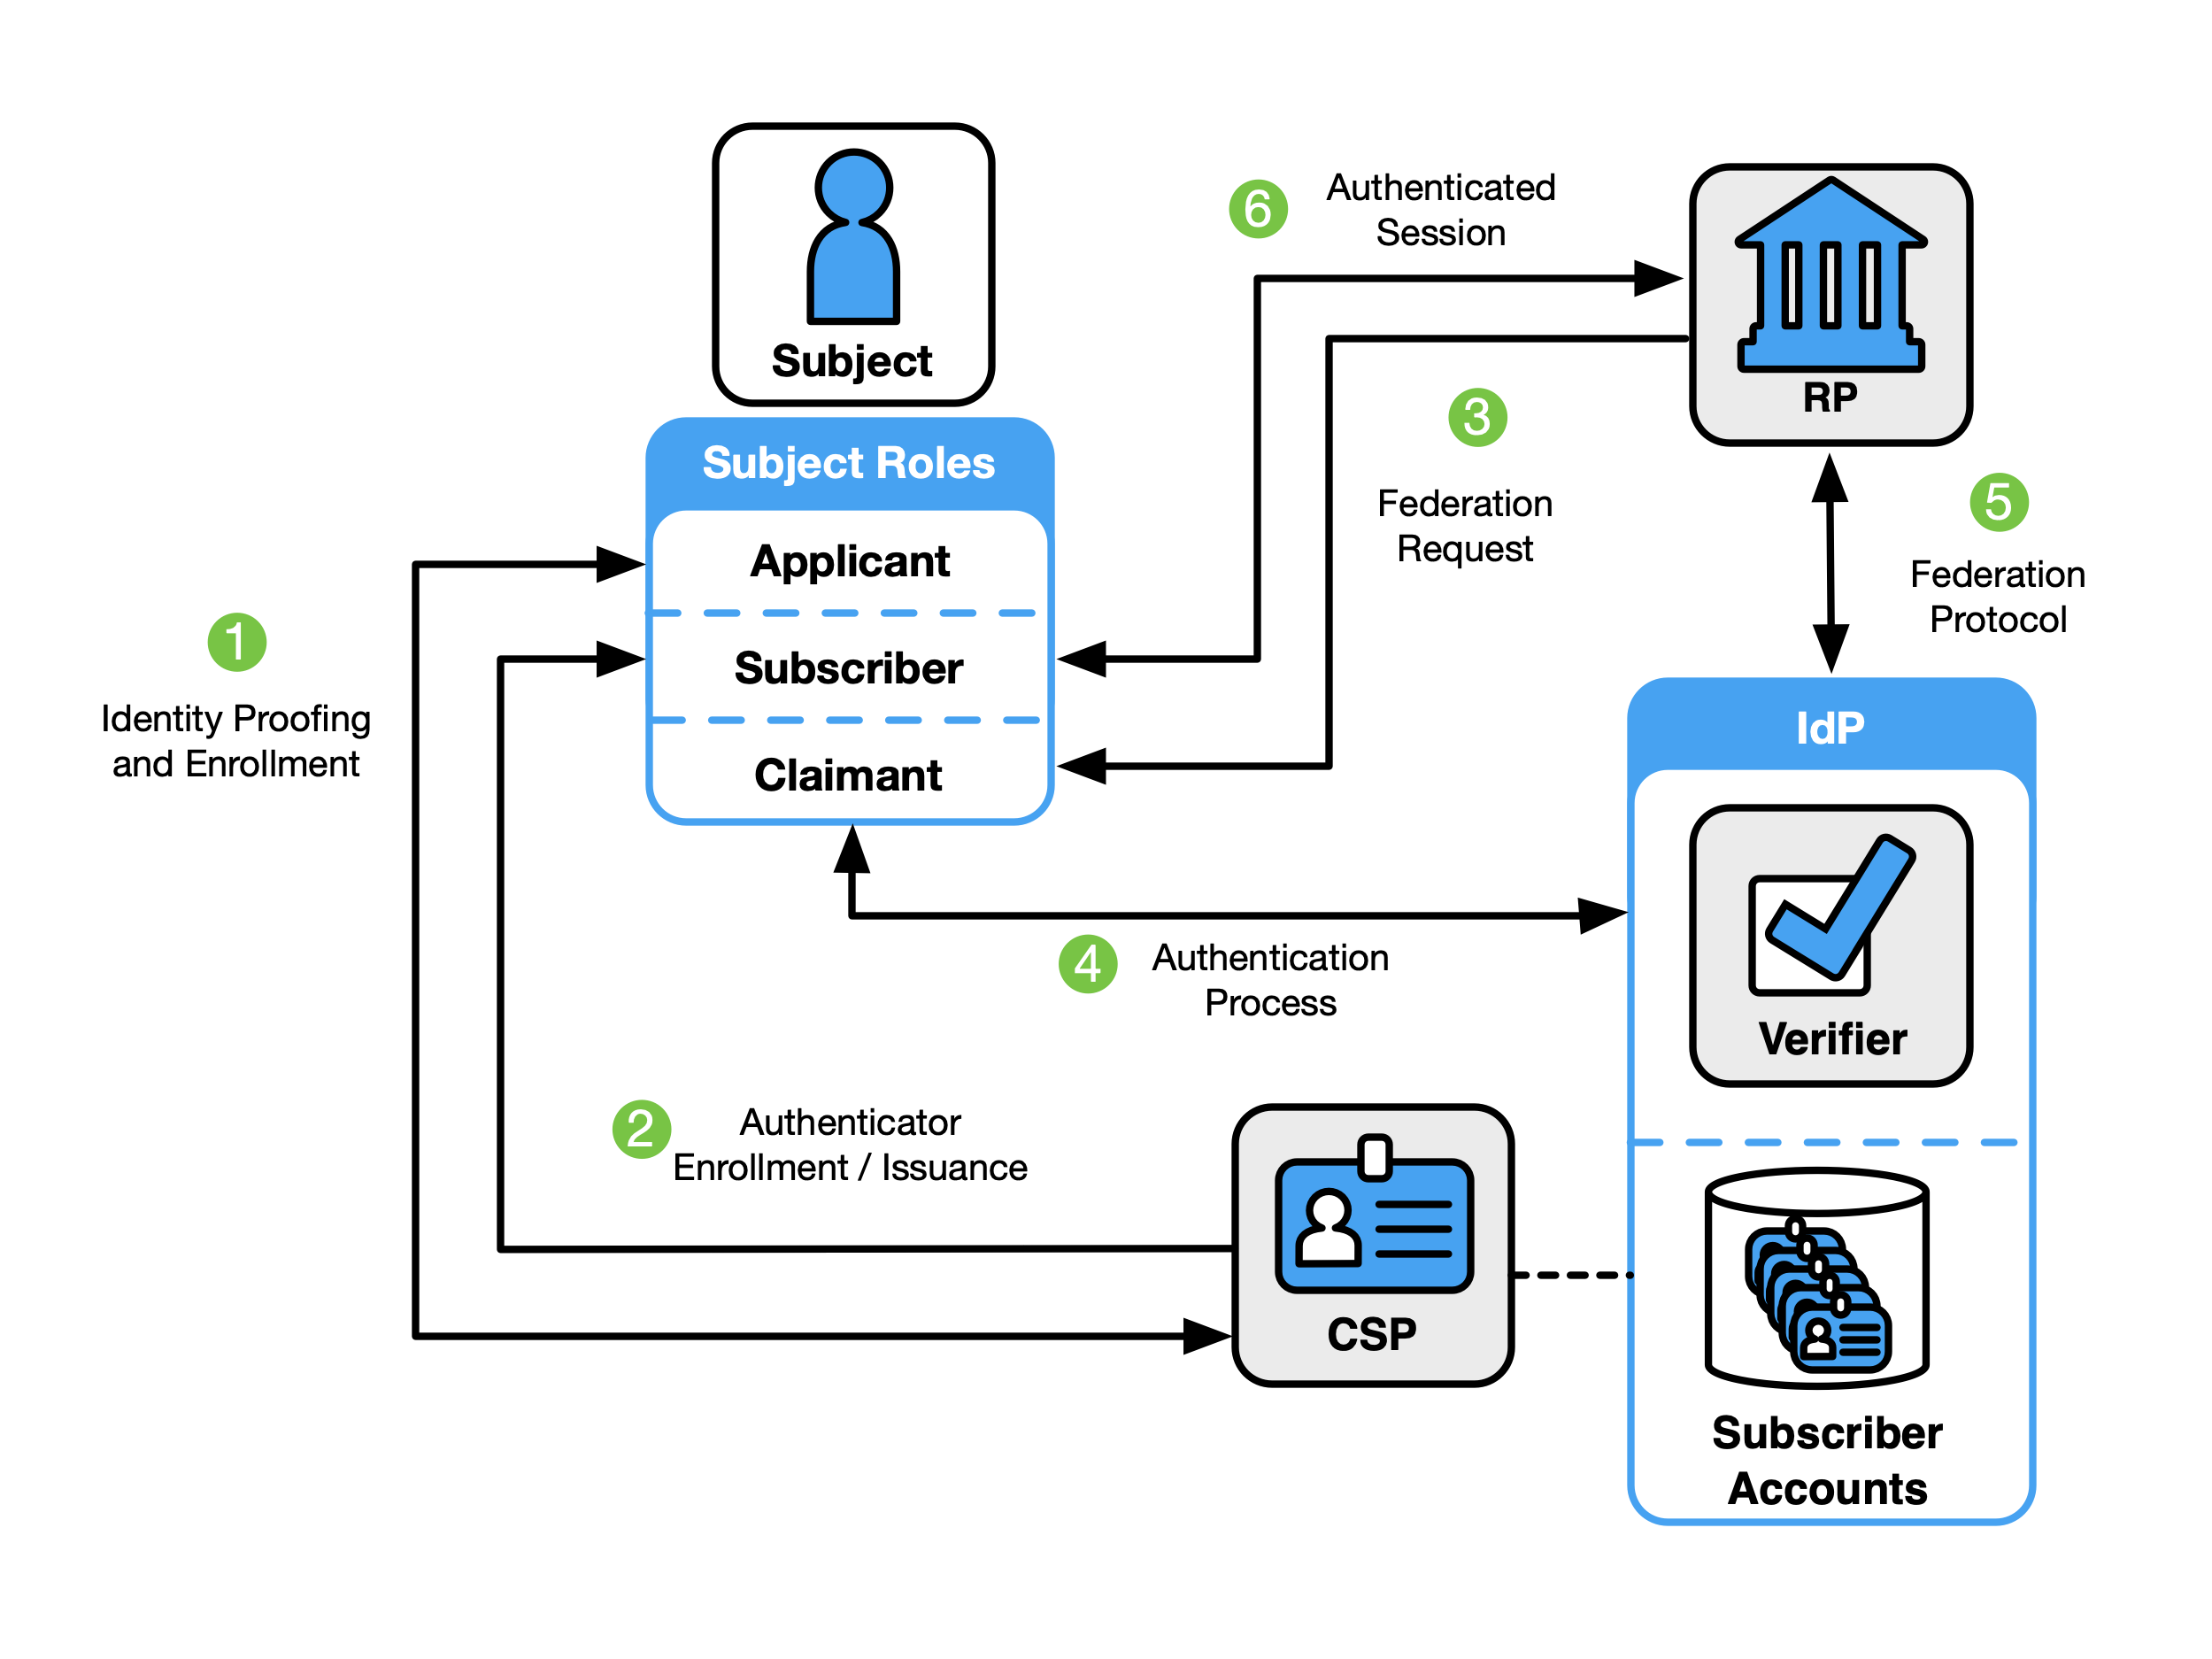 Subject
Subject Roles
Applicant
Subscriber
Claimant
1
Identity Proofing
and Enrollment
2
Authenticator
Enrollment / Issuance
3
Federation
Request
4
Authentication
Process
5
Federation
Protocol
6
Authenticated
Session
RP
IdP
Verifier
Subscriber
Accounts
CSP